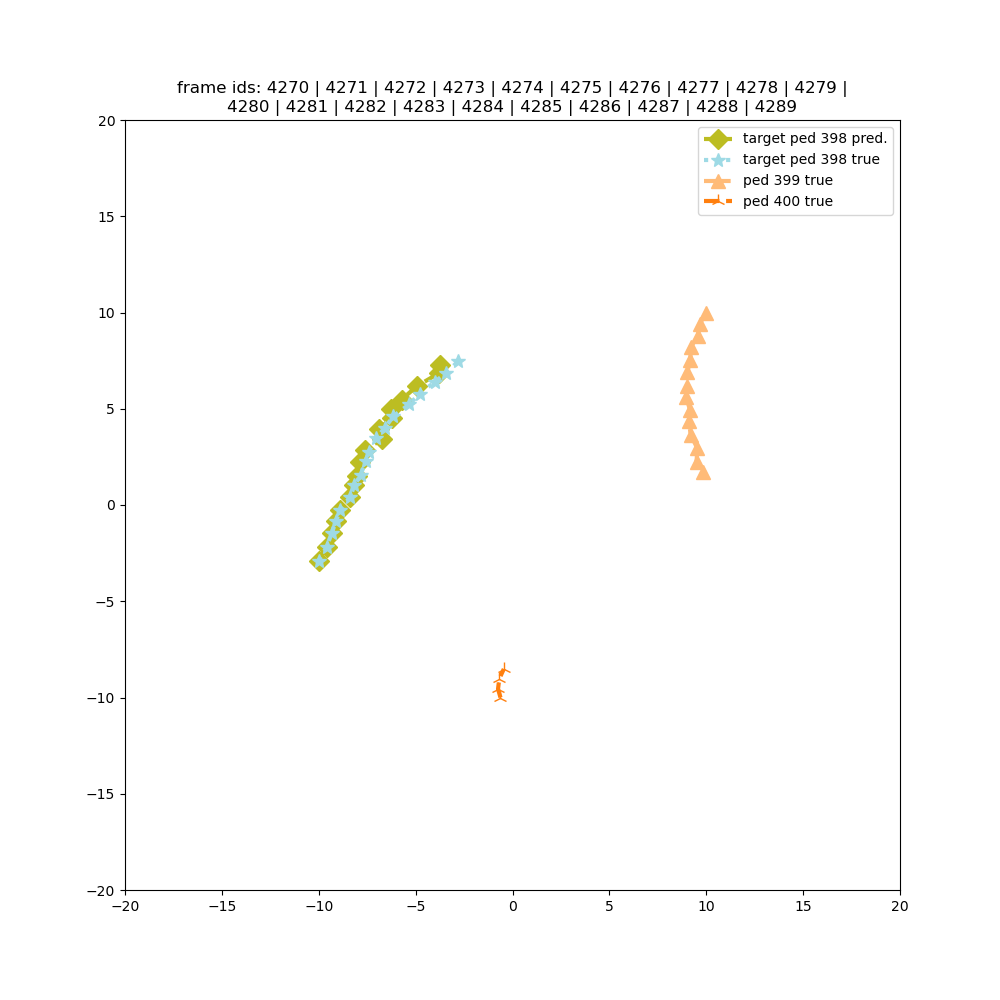 frame ids: 4270 | 4271 | 4272 | 4273 | 4274 | 4275 | 4276 | 4277 | 4278 | 4279 |
4280 | 4281 | 4282 | 4283 | 4284 | 4285 | 4286 | 4287 | 4288 | 4289
target ped 398 pred.
target ped 398 true
ped 399 true
ped 400 true
20
15
10
5
0
−5
−10
−15
−20
−20 −15 −10 −5 0 5 10 15 20